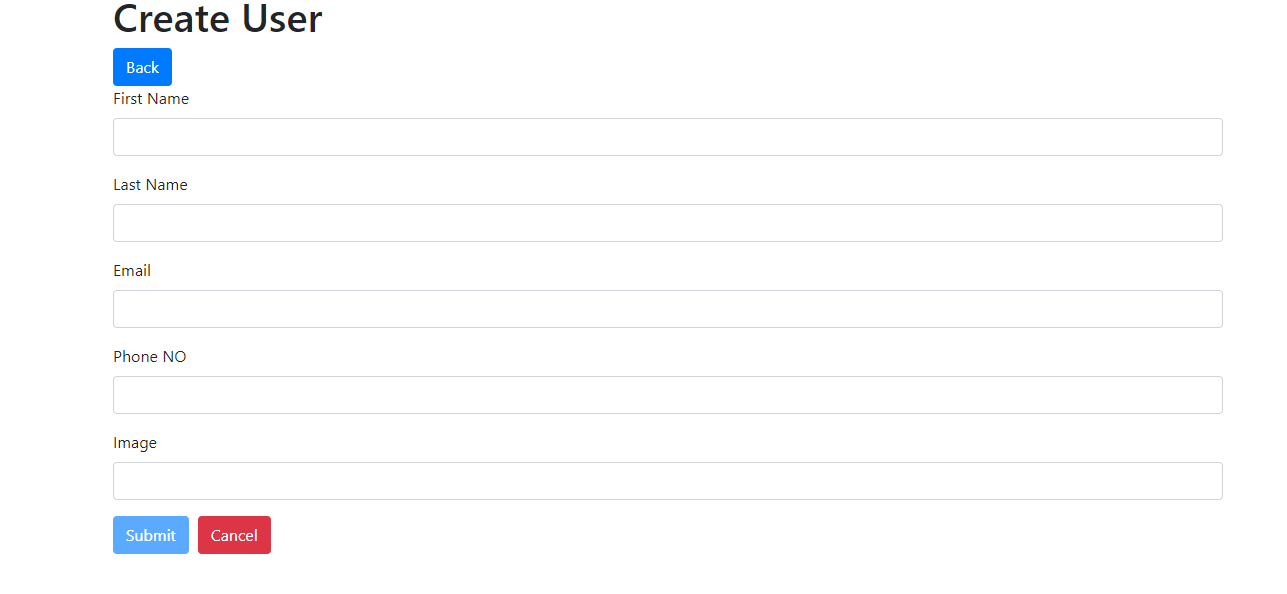 Create User
Back
First Name
Last Name
Email
Phone NO
Image
Submit Cancel